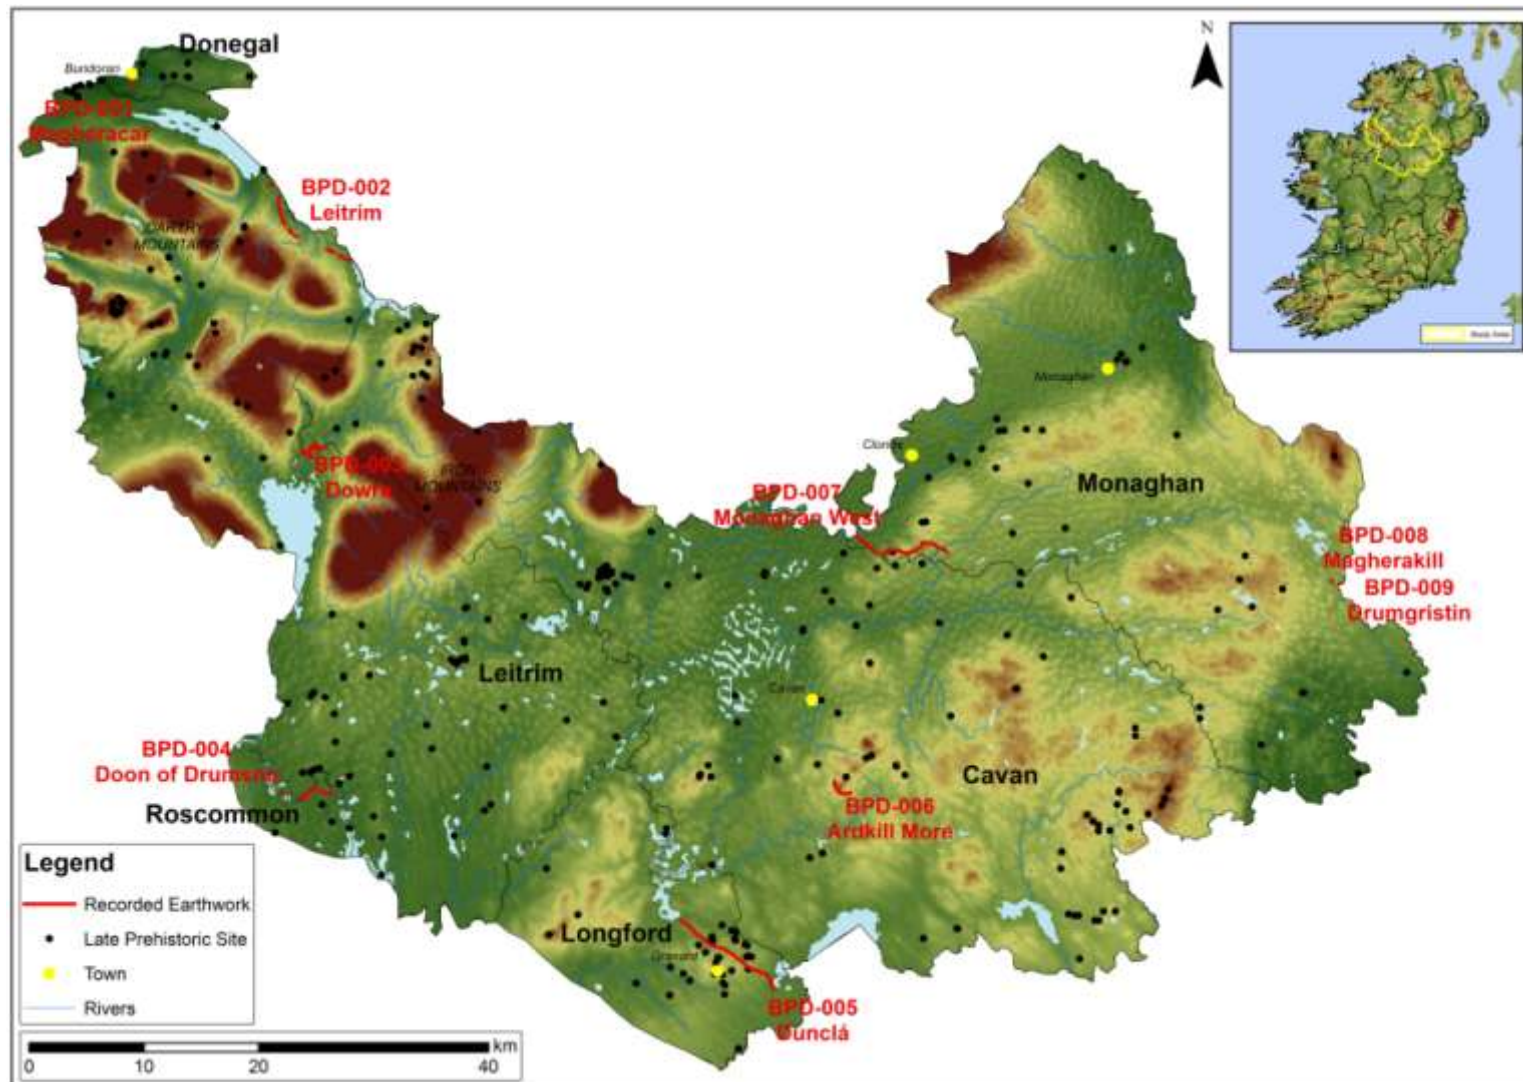 N
Donegal
Bundoran
Magheracar
BPD-002
Leitrim
DARTRY
MOUNTAINS
Monaghan
Clones
BPD-003
Dowra
IRON
MOUNTAINS
BPD-007
Monaghan West
Monaghan
BPD-008
Magherakill
BPD-009
Drumgristin
Leitrim
Cavan
BPD-004
Doon of Drumsna
Roscommon
Cavan
BPD-006
Ardkill More
Longford
Granard
BPD-005
Dunclá
Legend
Recorded Earthwork
Late Prehistoric Site
Town
Rivers
km
0 10 20 40
Study Area